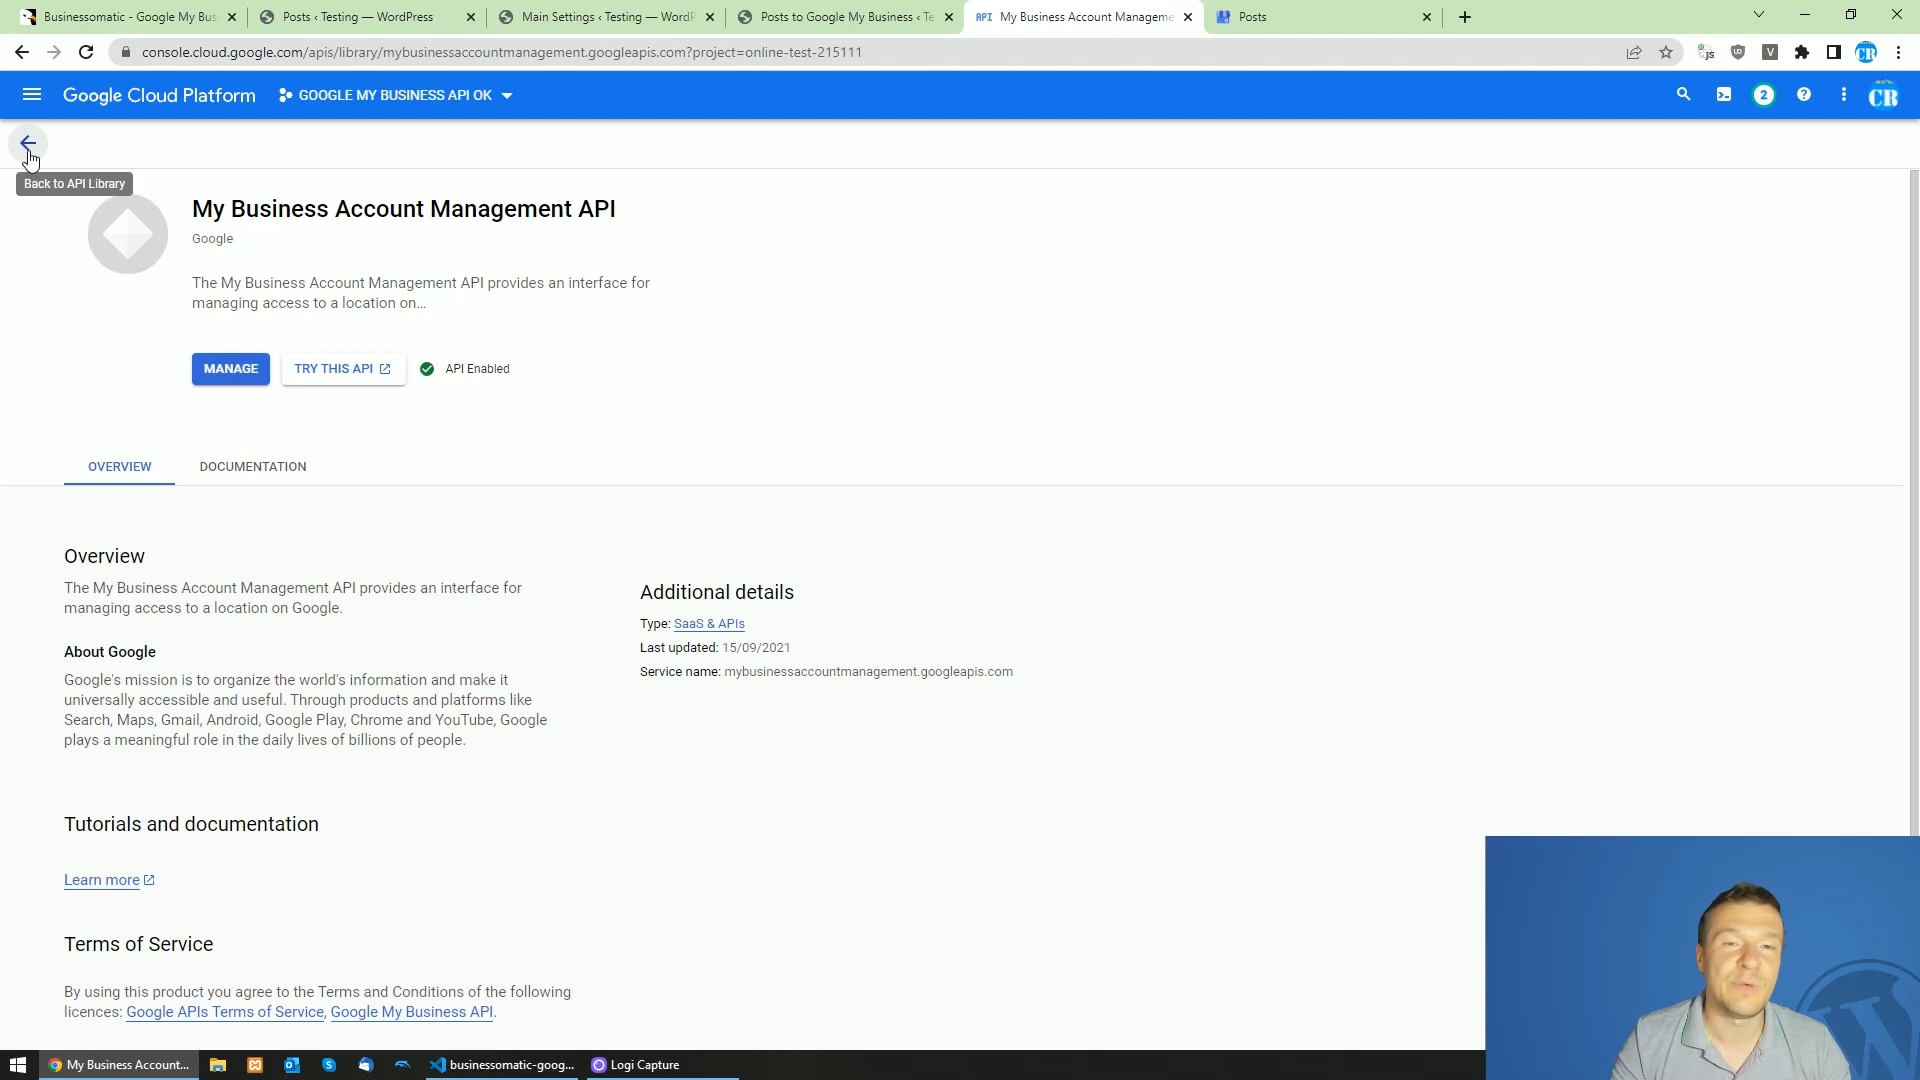 Businessomatic - Google My Bus
Posts ‹ Testing — WordPress
Main Settings ‹ Testing — WordP
Posts to Google My Business ‹ Te
API My Business Account Manageme
Posts
console.cloud.google.com/apis/library/mybusinessaccountmanagement.googleapis.com?project=online-test-215111
Google Cloud Platform
GOOGLE MY BUSINESS API OK
2
CR
Back to API Library
My Business Account Management API
Google
The My Business Account Management API provides an interface for
managing access to a location on...
MANAGE
TRY THIS API
API Enabled
OVERVIEW
DOCUMENTATION
Overview
The My Business Account Management API provides an interface for
managing access to a location on Google.
About Google
Google's mission is to organize the world's information and make it
universally accessible and useful. Through products and platforms like
Search, Maps, Gmail, Android, Google Play, Chrome and YouTube, Google
plays a meaningful role in the daily lives of billions of people.
Additional details
Type: SaaS & APIs
Last updated: 15/09/2021
Service name: mybusinessaccountmanagement.googleapis.com
Tutorials and documentation
Learn more
Terms of Service
By using this product you agree to the Terms and Conditions of the following
licences: Google APIs Terms of Service, Google My Business API.
My Business Account...
businessomatic-goog...
Logi Capture